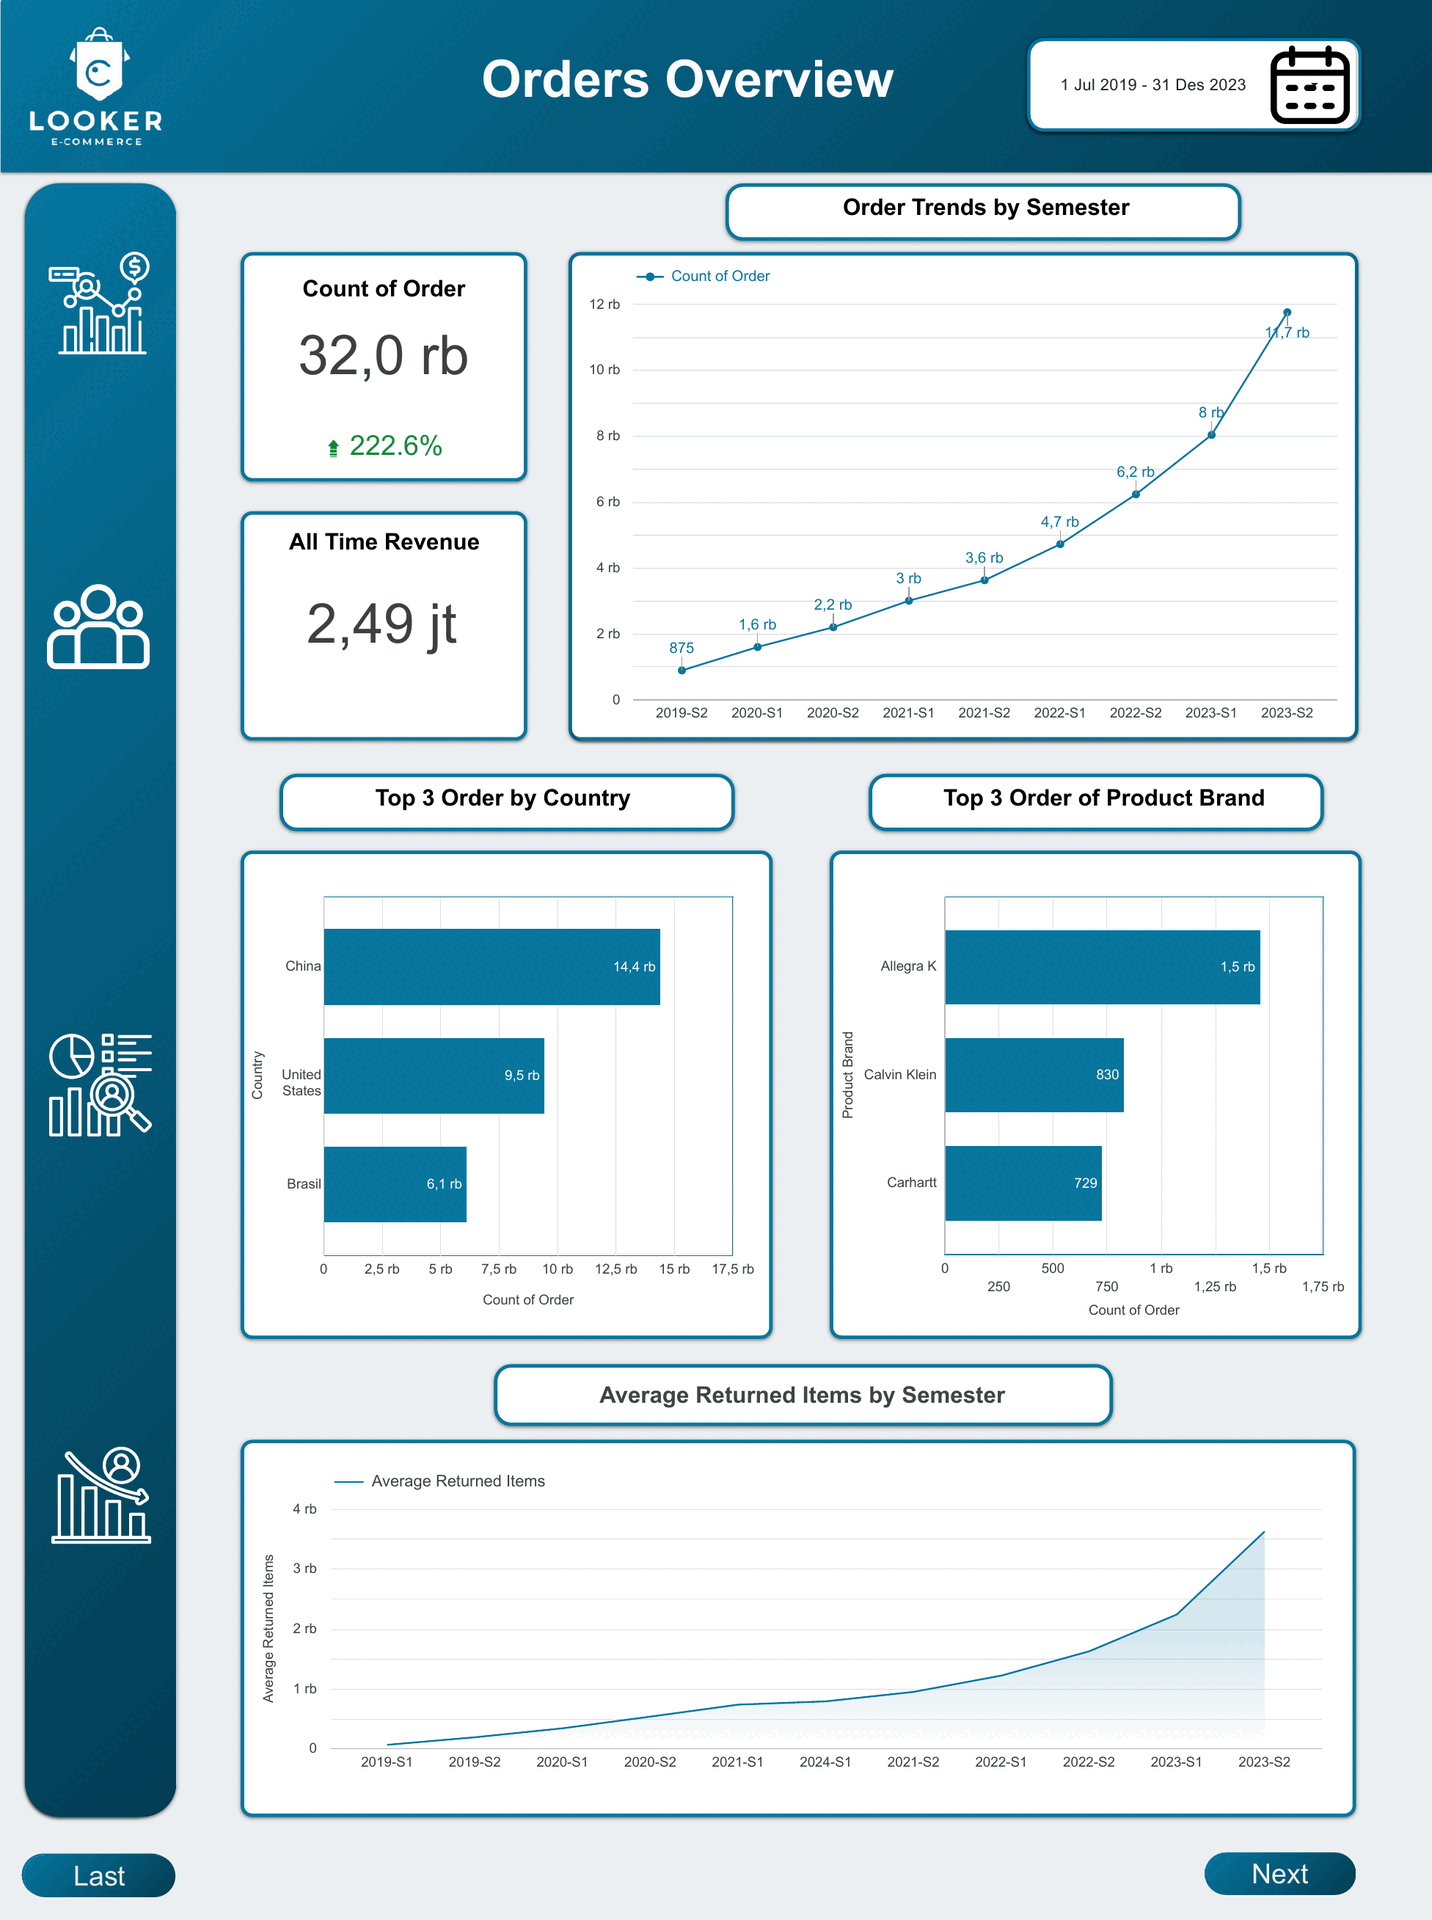 LOOKER
E-COMMERCE
Orders Overview
1 Jul 2019 - 31 Des 2023
Order Trends by Semester
Count of Order
32,0 rb
222.6%
All Time Revenue
2,49 jt
Count of Order
12 rb
10 rb
8 rb
6 rb
4 rb
2 rb
0
875
1,6 rb
2,2 rb
3 rb
3,6 rb
4,7 rb
6,2 rb
8 rb
11,7 rb
2019-S2 2020-S1 2020-S2 2021-S1 2021-S2 2022-S1 2022-S2 2023-S1 2023-S2
Top 3 Order by Country
Country
China
14,4 rb
United
States
9,5 rb
Brasil
6,1 rb
0 2,5 rb 5 rb 7,5 rb 10 rb 12,5 rb 15 rb 17,5 rb
Count of Order
Top 3 Order of Product Brand
Product Brand
Allegra K
1,5 rb
Calvin Klein
830
Carhartt
729
0 500 1 rb 1,5 rb
250 750 1,25 rb 1,75 rb
Count of Order
Average Returned Items by Semester
Average Returned Items
Average Returned Items
4 rb
3 rb
2 rb
1 rb
0
2019-S1 2019-S2 2020-S1 2020-S2 2021-S1 2024-S1 2021-S2 2022-S1 2022-S2 2023-S1 2023-S2
Last
Next